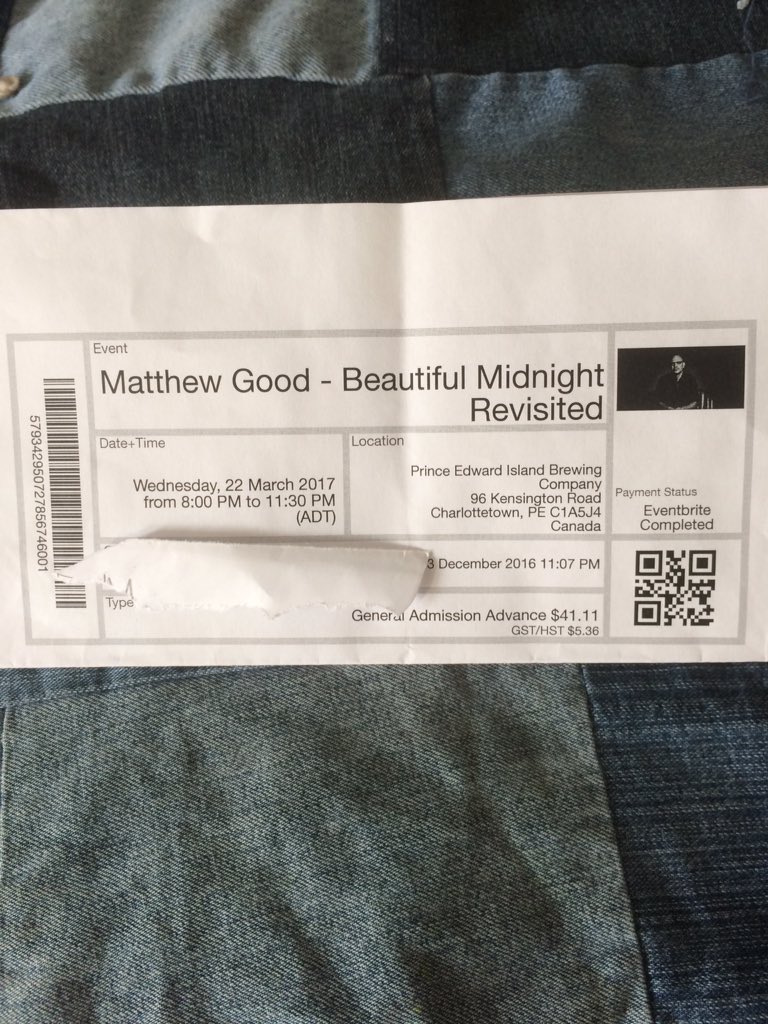 Event
Matthew Good - Beautiful Midnight
Revisited
Date+Time
Wednesday, 22 March 2017
from 8:00 PM to 11:30 PM
(ADT)
Location
Prince Edward Island Brewing
Company
96 Kensington Road
Charlottetown, PE C1A5J4
Canada
Payment Status
Eventbrite
Completed
3 December 2016 11:07 PM
Type
General Admission Advance $41.11
GST/HST $5.36
579342950727856746001